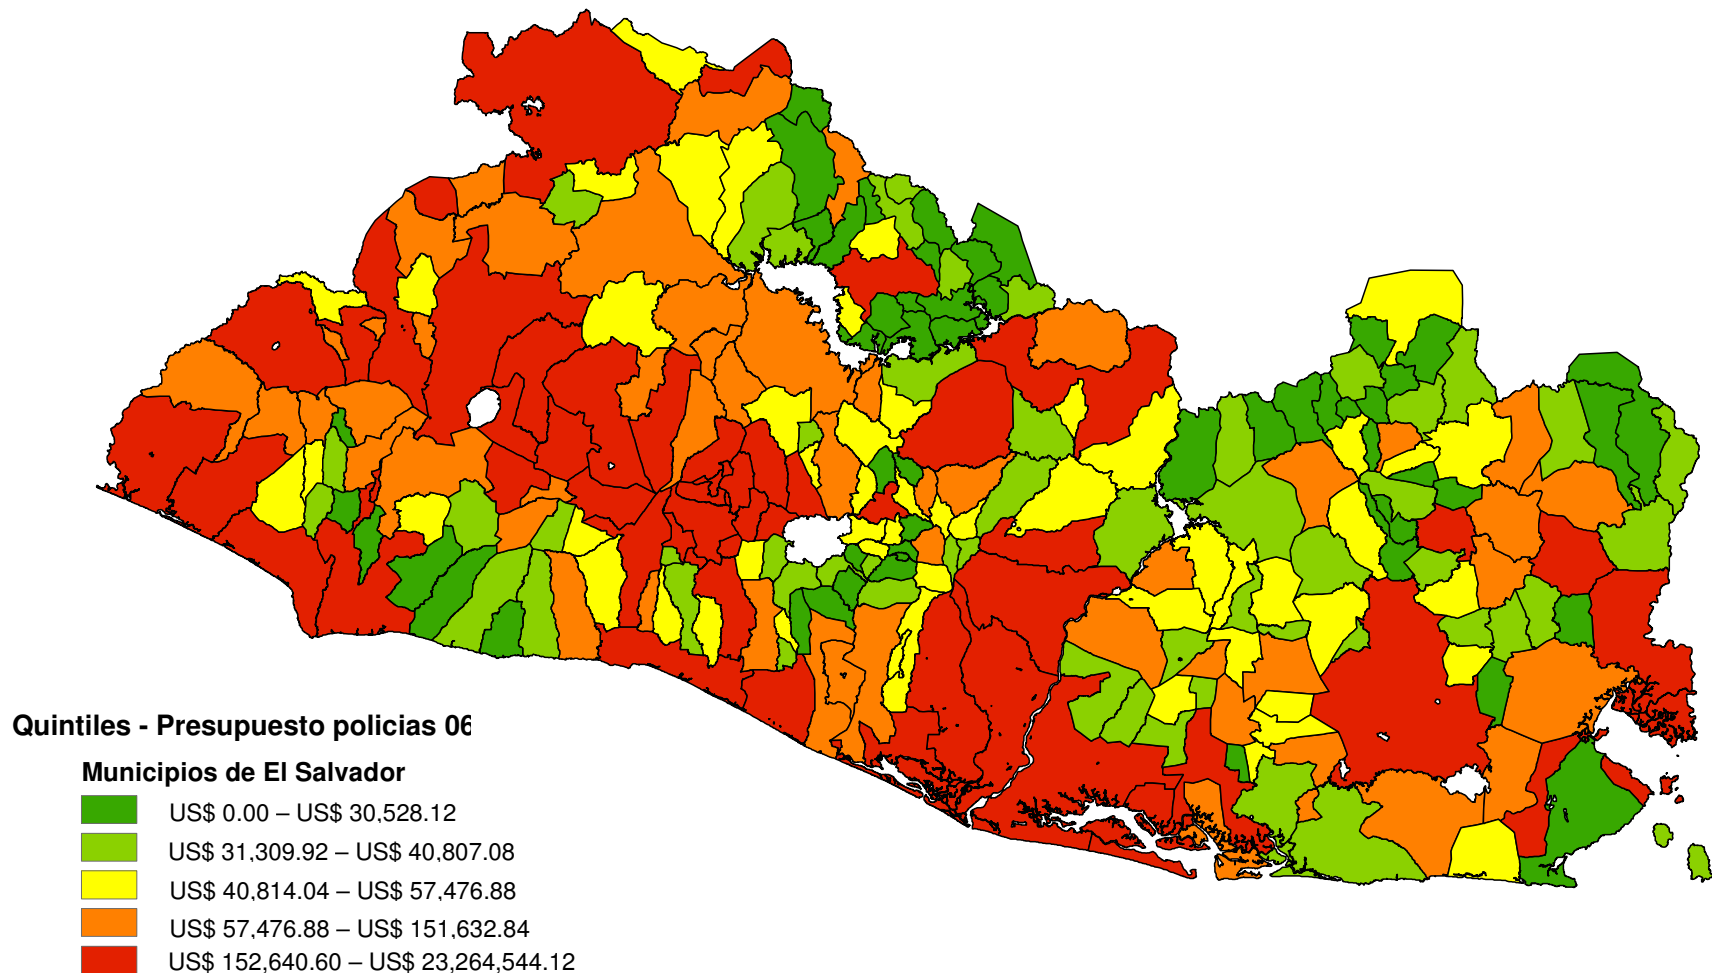 Quintiles - Presupuesto policias 06
Municipios de El Salvador
US$ 0.00 – US$ 30,528.12
US$ 31,309.92 – US$ 40,807.08
US$ 40,814.04 – US$ 57,476.88
US$ 57,476.88 – US$ 151,632.84
US$ 152,640.60 – US$ 23,264,544.12